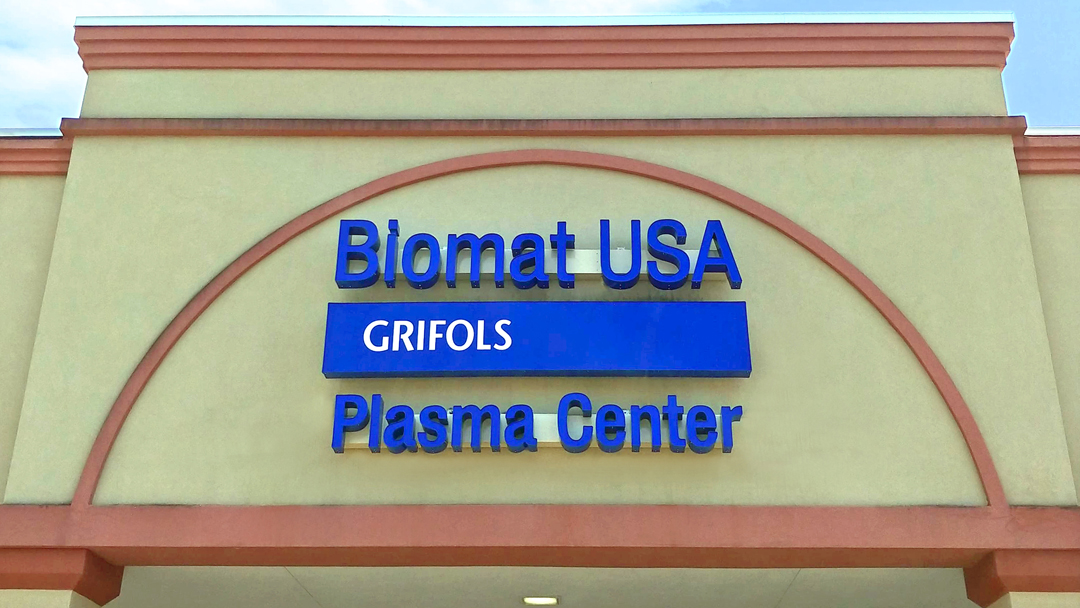 Biomat USA
GRIFOLS
Plasma Center